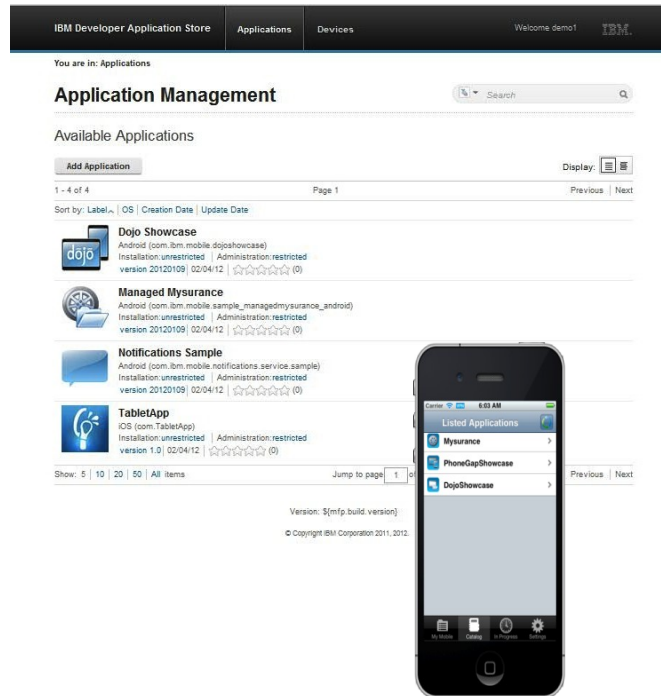 IBM Developer Application Store
Applications
Devices
Welcome demo1
IBM.
You are in: Applications
Application Management
Search
Available Applications
Add Application
Display:
1 - 4 of 4
Page 1
Previous | Next
Sort by: Label | OS | Creation Date | Update Date
dōjō
Dojo Showcase
Android (com.ibm.mobile.dojoshowcase)
Installation:unrestricted | Administration:restricted
version 20120109 | 02/04/12 | (0)
Managed Mysurance
Android (com.ibm.mobile.sample_managedmysurance_android)
Installation:unrestricted | Administration:restricted
version 20120109 | 02/04/12 | (0)
Notifications Sample
Android (com.ibm.mobile.notifications.service.sample)
Installation:unrestricted | Administration:restricted
version 20120109 | 02/04/12 | (0)
TabletApp
iOS (com.TabletApp)
Installation:unrestricted | Administration:restricted
version 1.0 | 02/04/12 | (0)
Show: 5 | 10 | 20 | 50 | All items
Jump to page 1 of
Previous | Next
Version: ${mfp.build.version}
© Copyright IBM Corporation 2011, 2012.
Carrier 6:03 AM
Listed Applications
Mysurance
PhoneGapShowcase
DojoShowcase
My Mobile
Catalog
In Progress
Settings